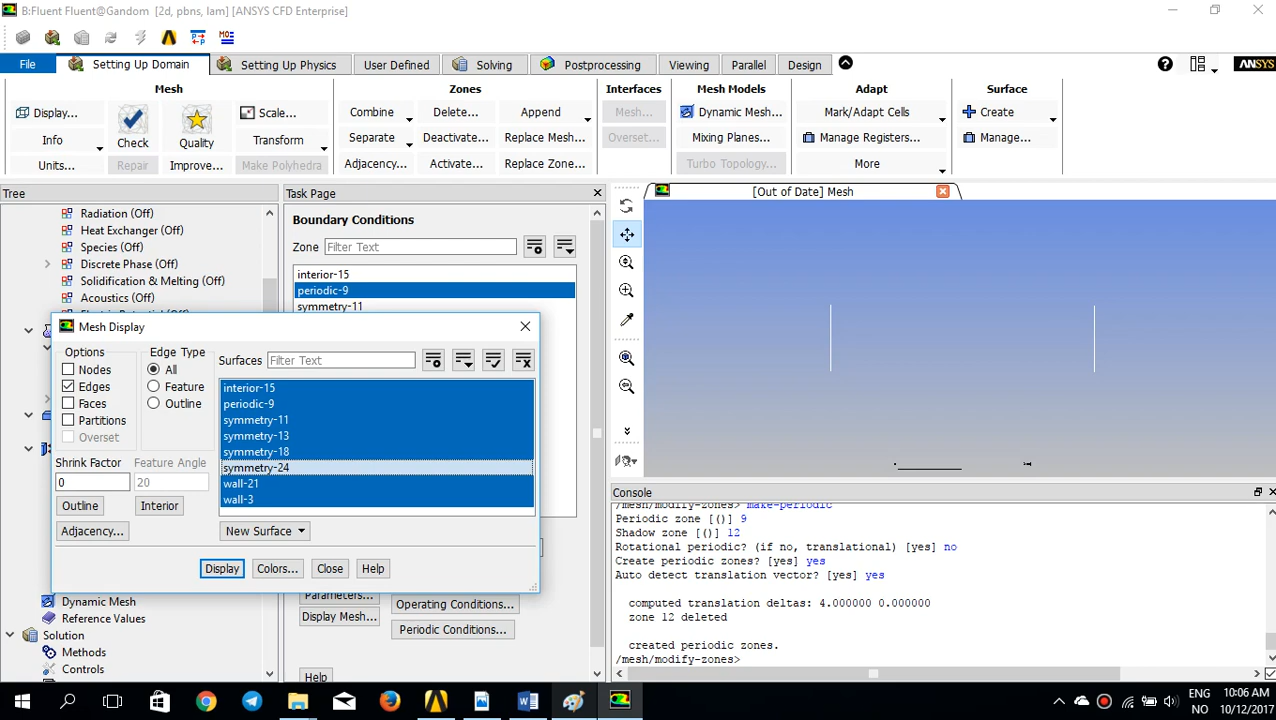 B:Fluent Fluent@Gandom [2d, pbns, lam] [ANSYS CFD Enterprise]
File
Setting Up Domain
Setting Up Physics
User Defined
Solving
Postprocessing
Viewing
Parallel
Design
ANSYS
Mesh
Zones
Interfaces
Mesh Models
Adapt
Surface
Display...
Info
Units...
Check
Repair
Quality
Improve...
Scale...
Transform
Make Polyhedra
Combine
Separate
Adjacency...
Delete...
Deactivate...
Activate...
Append
Replace Mesh...
Replace Zone...
Mesh...
Overset...
Dynamic Mesh...
Mixing Planes...
Turbo Topology...
Mark/Adapt Cells
Manage Registers...
More
Create
Manage...
Tree
Radiation (Off)
Heat Exchanger (Off)
Species (Off)
Discrete Phase (Off)
Solidification & Melting (Off)
Acoustics (Off)
Dynamic Mesh
Reference Values
Solution
Methods
Controls
Task Page
Boundary Conditions
Zone
Filter Text
interior-15
periodic-9
symmetry-11
Parameters...
Operating Conditions...
Display Mesh...
Periodic Conditions...
Help
Mesh Display
Options
Nodes
Edges
Faces
Partitions
Overset
Edge Type
All
Feature
Outline
Shrink Factor
0
Feature Angle
20
Outline
Interior
Adjacency...
Surfaces
Filter Text
interior-15
periodic-9
symmetry-11
symmetry-13
symmetry-18
symmetry-24
wall-21
wall-3
New Surface
Display
Colors...
Close
Help
[Out of Date] Mesh
Console
/mesh/modify-zones> make-periodic
Periodic zone [()] 9
Shadow zone [()] 12
Rotational periodic? (if no, translational) [yes] no
Create periodic zones? [yes] yes
Auto detect translation vector? [yes] yes
computed translation deltas: 4.000000 0.000000
zone 12 deleted
created periodic zones.
/mesh/modify-zones>
ENG
NO
10:06 AM
10/12/2017